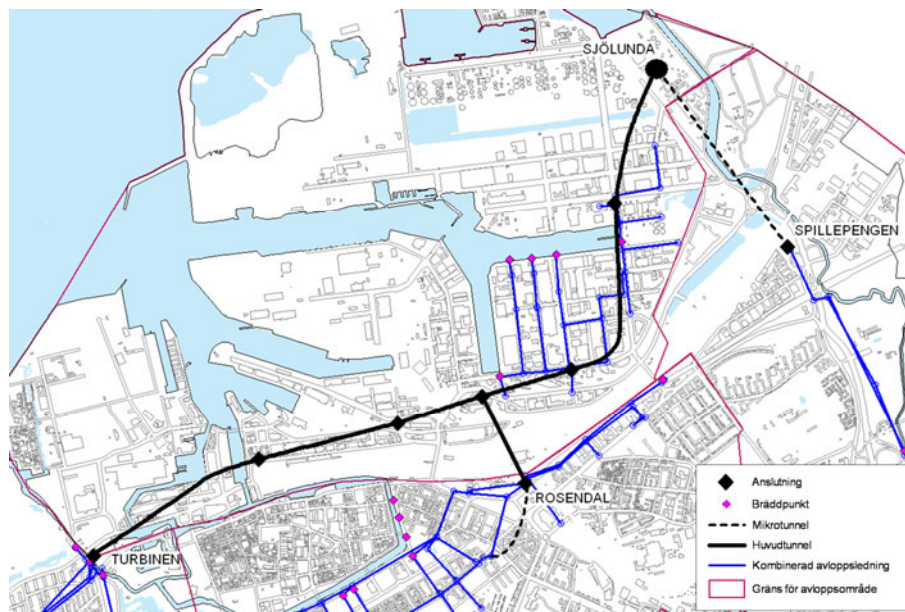 SJÖLUNDA
SPILLEPENGEN
ROSENDAL
TURBINEN
Anslutning
Bräddpunkt
Mikrotunnel
Huvudtunnel
Kombinerad avloppsledning
Gräns för avloppsområde